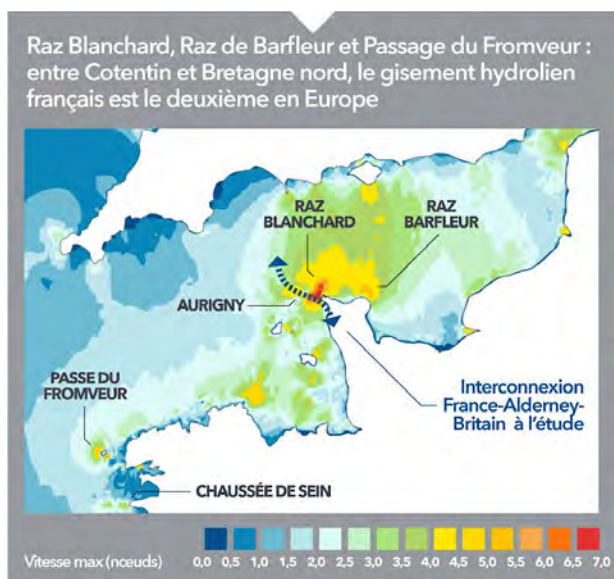 Raz Blanchard, Raz de Barfleur et Passage du Fromveur :
entre Cotentin et Bretagne nord, le gisement hydrolien
français est le deuxième en Europe
RAZ
BLANCHARD
RAZ
BARFLEUR
AURIGNY
PASSE DU
FROMVEUR
Interconnexion
France-Alderney-
Britain à l'étude
CHAUSSÉE DE SEIN
Vitesse max (nœuds)
0,0 0,5 1,0 1,5 2,0 2,5 3,0 3,5 4,0 4,5 5,0 5,5 6,0 6,5 7,0